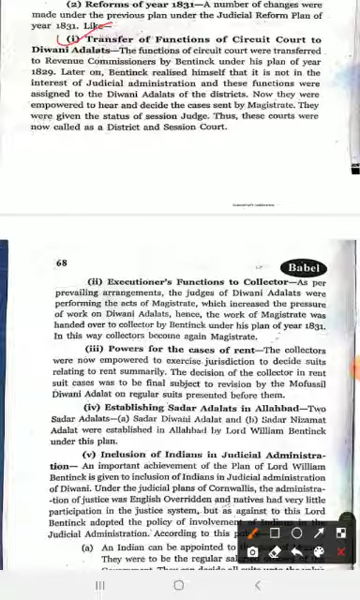 (2) Reforms of year 1831—A number of changes were
made under the previous plan under the Judicial Reform Plan of
year 1831. Like—
(i) Transfer of Functions of Circuit Court to
Diwani Adalats—The functions of circuit court were transferred
to Revenue Commissioners by Bentinck under his plan of year
1829. Later on, Bentinck realised himself that it is not in the
interest of Judicial administration and these functions were
assigned to the Diwani Adalats of the districts. Now they were
empowered to hear and decide the cases sent by Magistrate. They
were given the status of session Judge. Thus, these courts were
now called as a District and Session Court.
68
Babel
(ii) Executioner's Functions to Collector—As per
prevailing arrangements, the judges of Diwani Adalats were
performing the acts of Magistrate, which increased the pressure
of work on Diwani Adalats, hence, the work of Magistrate was
handed over to collector by Bentinck under his plan of year 1831.
In this way collectors become again Magistrate.
(iii) Powers for the cases of rent—The collectors
were now empowered to exercise jurisdiction to decide suits
relating to rent summarily. The decision of the collector in rent
suit cases was to be final subject to revision by the Mofussil
Diwani Adalat on regular suits presented before them.
(iv) Establishing Sadar Adalats in Allahbad—Two
Sadar Adalats—(a) Sadar Diwani Adalat and (b) Sadar Nizamat
Adalat were established in Allahbad by Lord William Bentinck
under this plan.
(v) Inclusion of Indians in Judicial Administra-
tion— An important achievement of the Plan of Lord William
Bentinck is given to inclusion of Indians in Judicial administration
of Diwani. Under the judicial plans of Cornwallis, the administra-
-tion of justice was English Overridden and natives had very little
participation in the justice system, but as against to this Lord
Bentinck adopted the policy of involvement of Indians in the
Judicial Administration. According to this
(a) An Indian can be appointed to
They were to be the regular